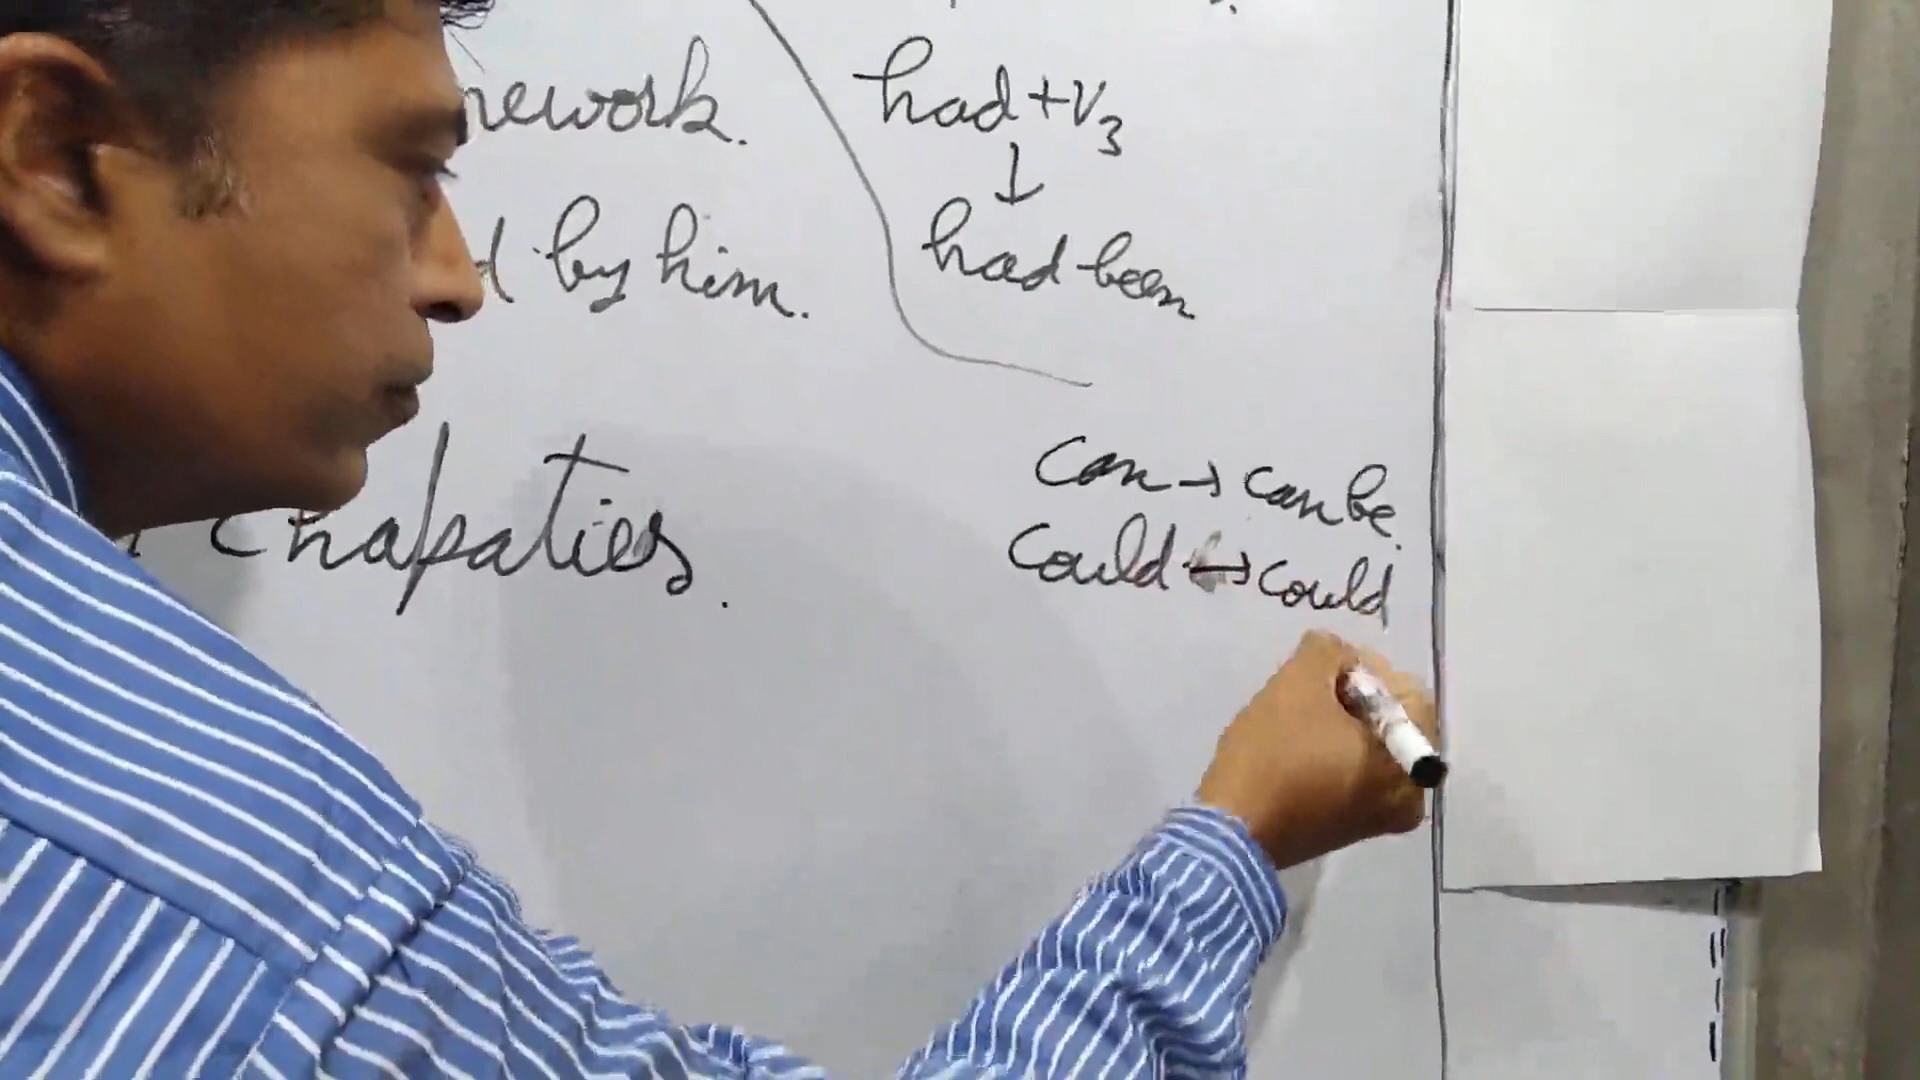 nework.
had + V3
↓
by him.
had been
chapaties.
Can → can be.
Could → could